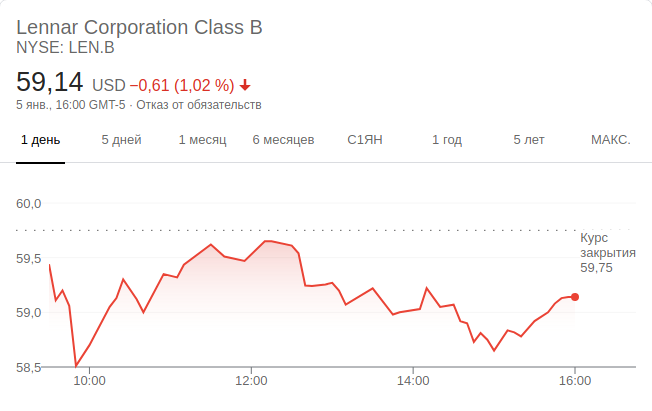 Lennar Corporation Class B
NYSE: LEN.B
59,14 USD −0,61 (1,02 %)
5 янв., 16:00 GMT-5 · Отказ от обязательств
1 день 5 дней 1 месяц 6 месяцев С1ЯН 1 год 5 лет МАКС.
60,0
Курс
закрытия
59,75
59,5
59,0
58,5
10:00 12:00 14:00 16:00